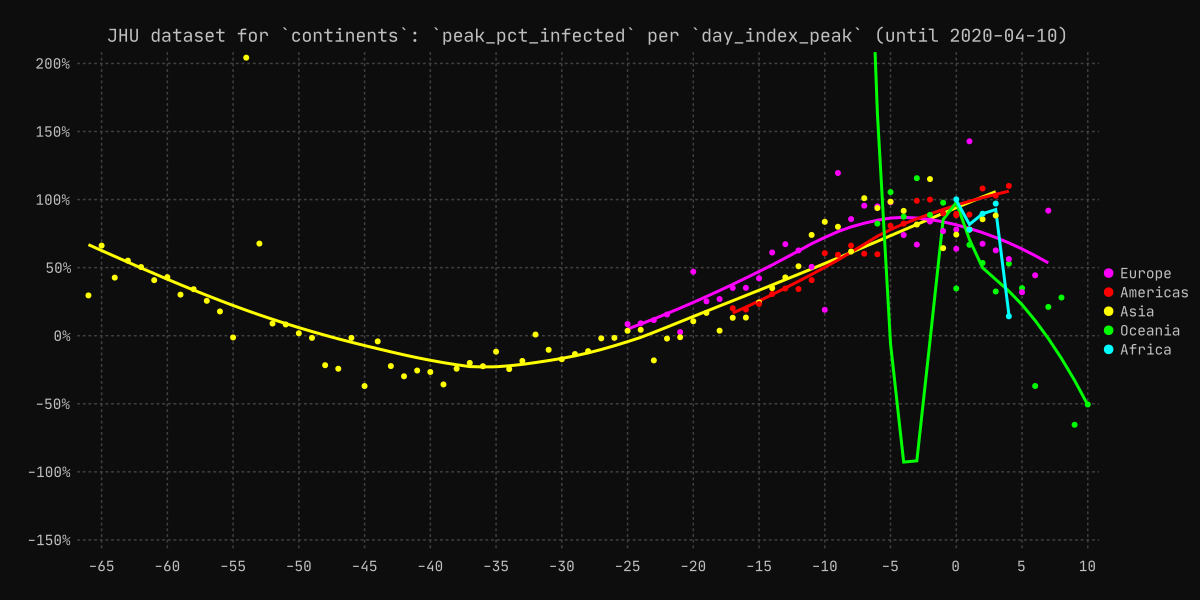 JHU dataset for `continents`: `peak_pct_infected` per `day_index_peak` (until 2020-04-10)
200%
150%
100%
50%
0%
-50%
-100%
-150%
-65 -60 -55 -50 -45 -40 -35 -30 -25 -20 -15 -10 -5 0 5 10
Europe
Americas
Asia
Oceania
Africa